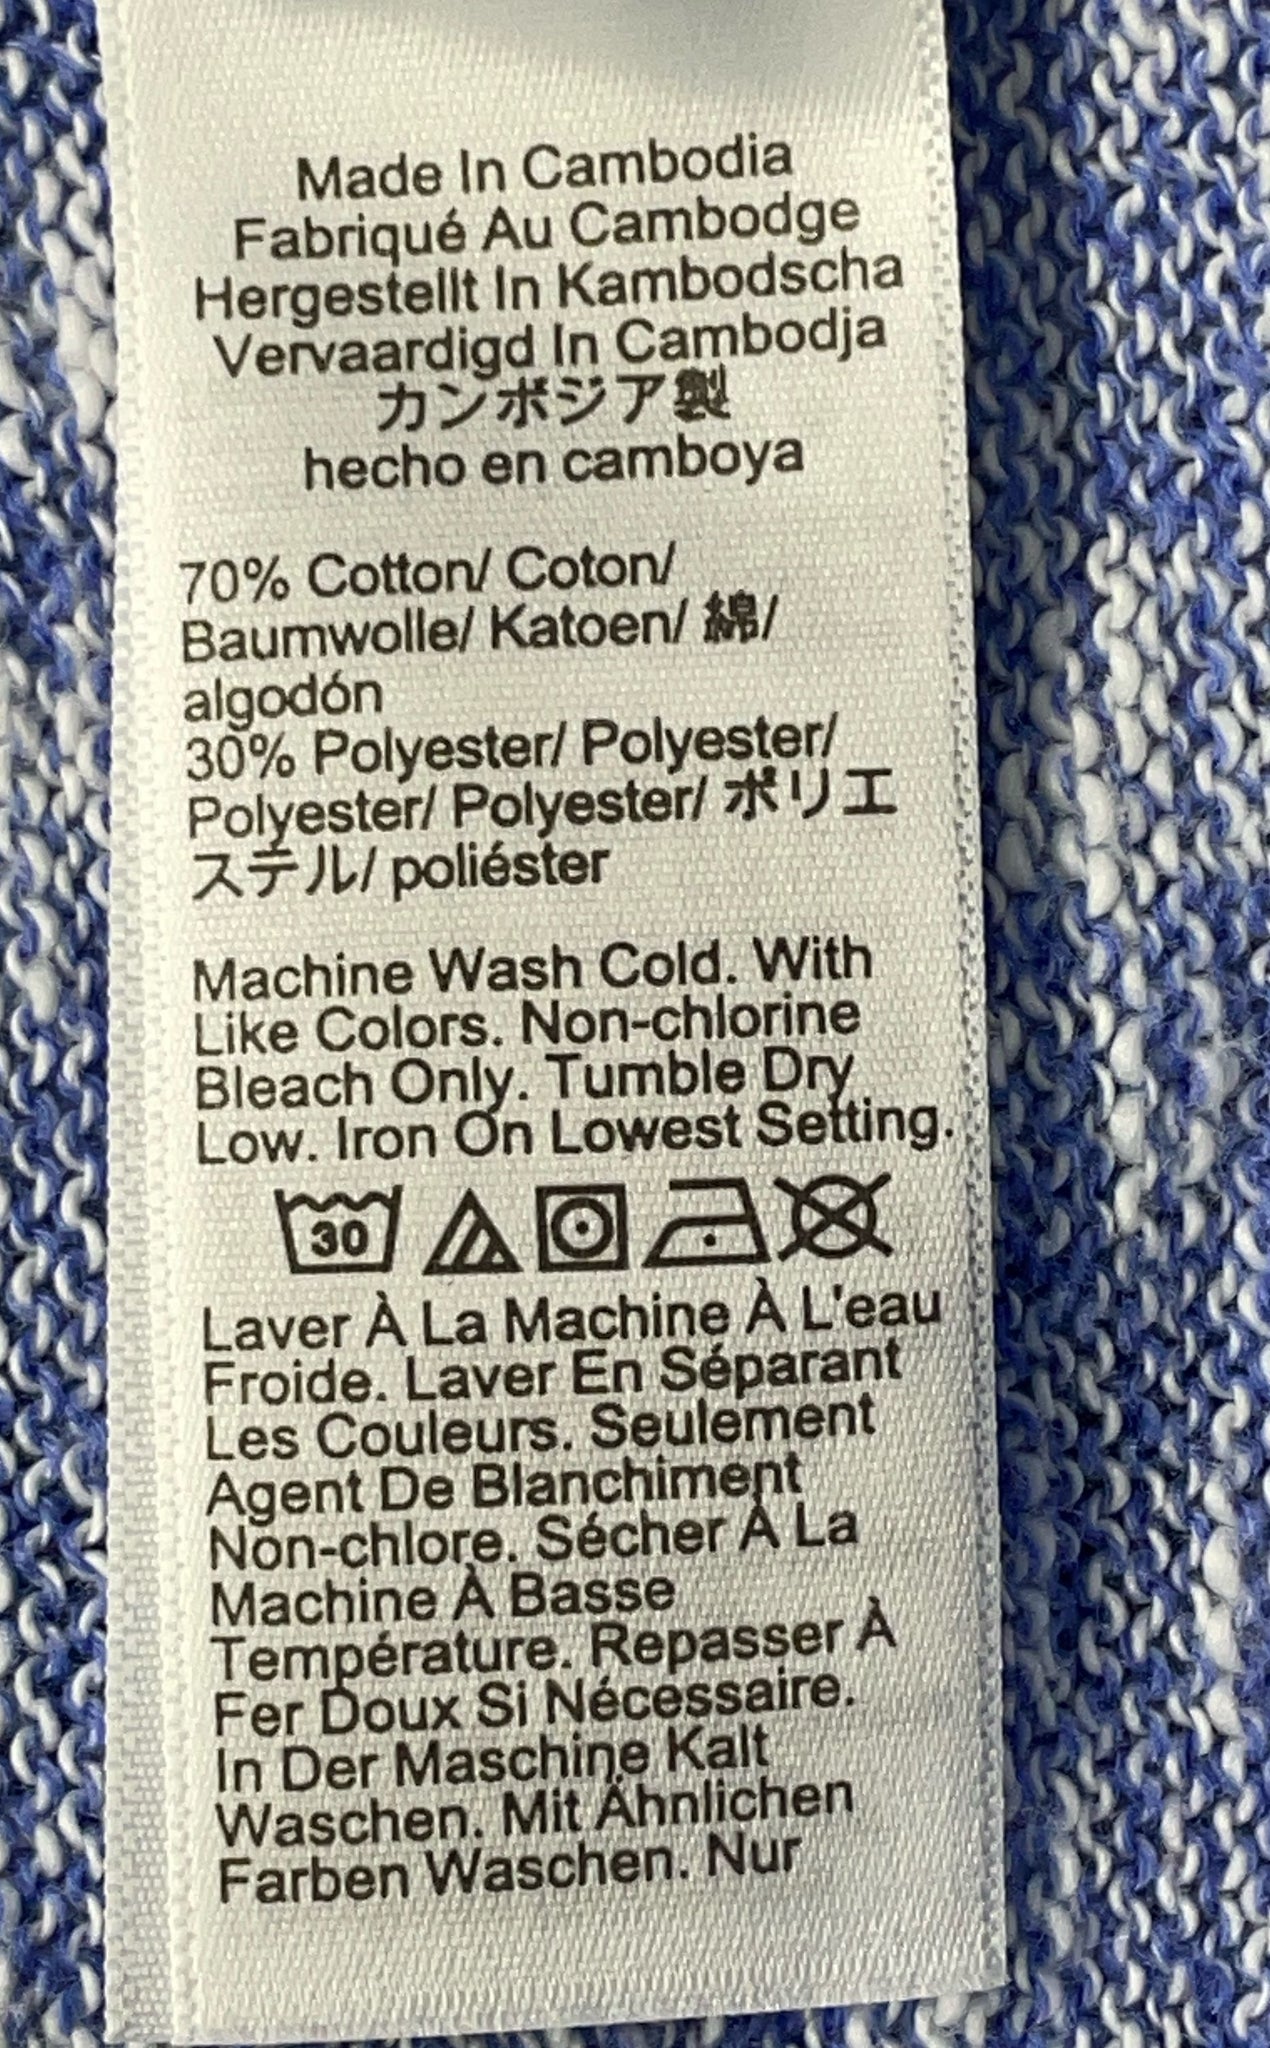 Made In Cambodia
Fabriqué Au Cambodge
Hergestellt In Kambodscha
Vervaardigd In Cambodja
カンボジア製
hecho en camboya
70% Cotton/ Coton/
Baumwolle/ Katoen/ 綿/
algodón
30% Polyester/ Polyester/
Polyester/ Polyester/ ポリエ
ステル/ poliéster
Machine Wash Cold. With
Like Colors. Non-chlorine
Bleach Only. Tumble Dry
Low. Iron On Lowest Setting.
30
Laver À La Machine À L'eau
Froide. Laver En Séparant
Les Couleurs. Seulement
Agent De Blanchiment
Non-chlore. Sécher À La
Machine À Basse
Température. Repasser À
Fer Doux Si Nécessaire.
In Der Maschine Kalt
Waschen. Mit Ähnlichen
Farben Waschen. Nur